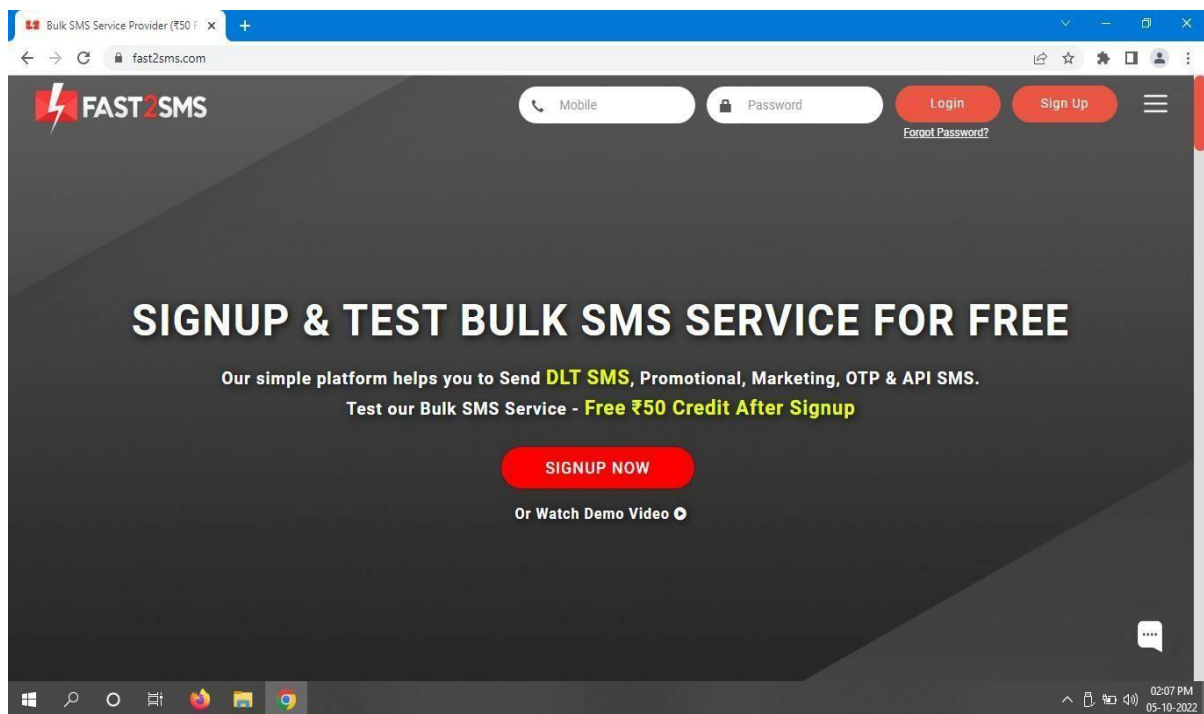 Bulk SMS Service Provider (₹50 F
fast2sms.com
FAST2SMS
Mobile
Password
Login
Sign Up
Forgot Password?
SIGNUP & TEST BULK SMS SERVICE FOR FREE
Our simple platform helps you to Send DLT SMS, Promotional, Marketing, OTP & API SMS.
Test our Bulk SMS Service - Free ₹50 Credit After Signup
SIGNUP NOW
Or Watch Demo Video
02:07 PM
05-10-2022